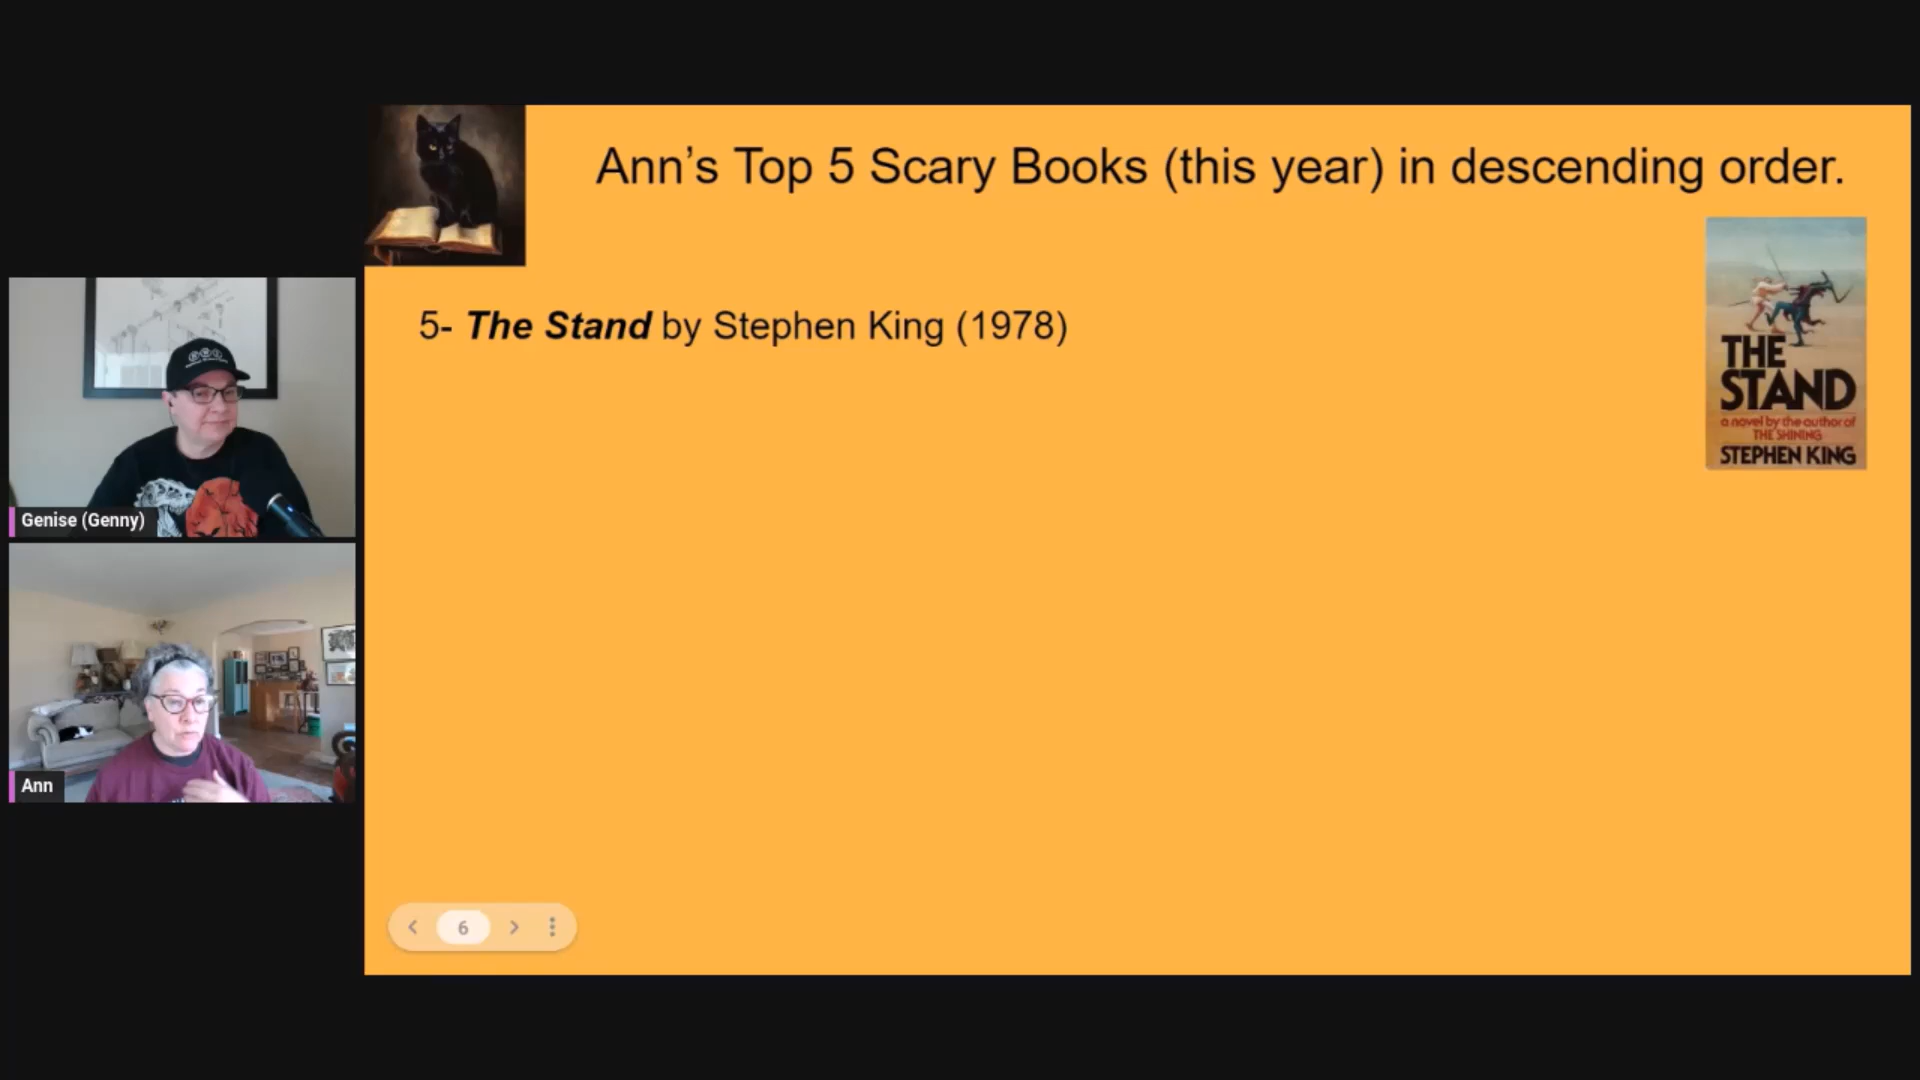 Ann’s Top 5 Scary Books (this year) in descending order.
5- The Stand by Stephen King (1978)
THE
STAND
a novel by the author of
THE SHINING
STEPHEN KING
Genise (Genny)
Ann
6